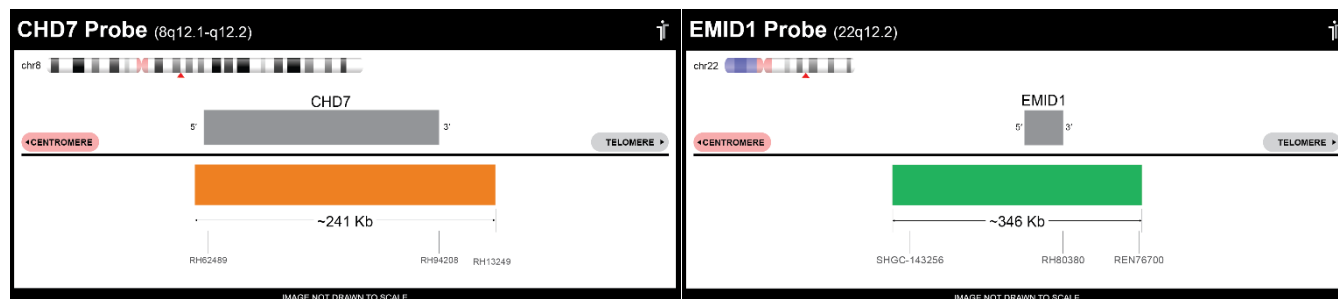 CHD7 Probe (8q12.1-q12.2)
chr8
CHD7
5' 3'
CENTROMERE
TELOMERE
~241 Kb
RH62489
RH94208
RH13249
IMAGE NOT DRAWN TO SCALE
EMID1 Probe (22q12.2)
chr22
EMID1
5' 3'
CENTROMERE
TELOMERE
~346 Kb
SHGC-143256
RH80380
REN76700
IMAGE NOT DRAWN TO SCALE